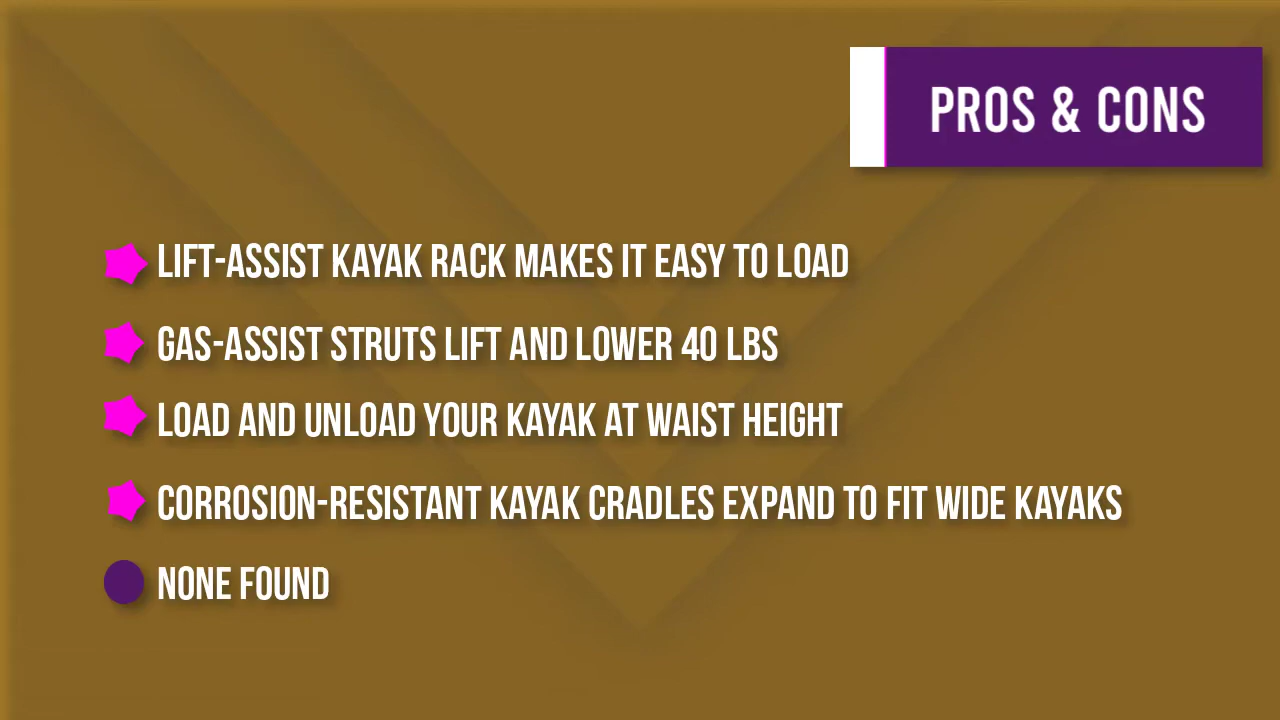 PROS & CONS
LIFT-ASSIST KAYAK RACK MAKES IT EASY TO LOAD
GAS-ASSIST STRUTS LIFT AND LOWER 40 LBS
LOAD AND UNLOAD YOUR KAYAK AT WAIST HEIGHT
CORROSION-RESISTANT KAYAK CRADLES EXPAND TO FIT WIDE KAYAKS
NONE FOUND